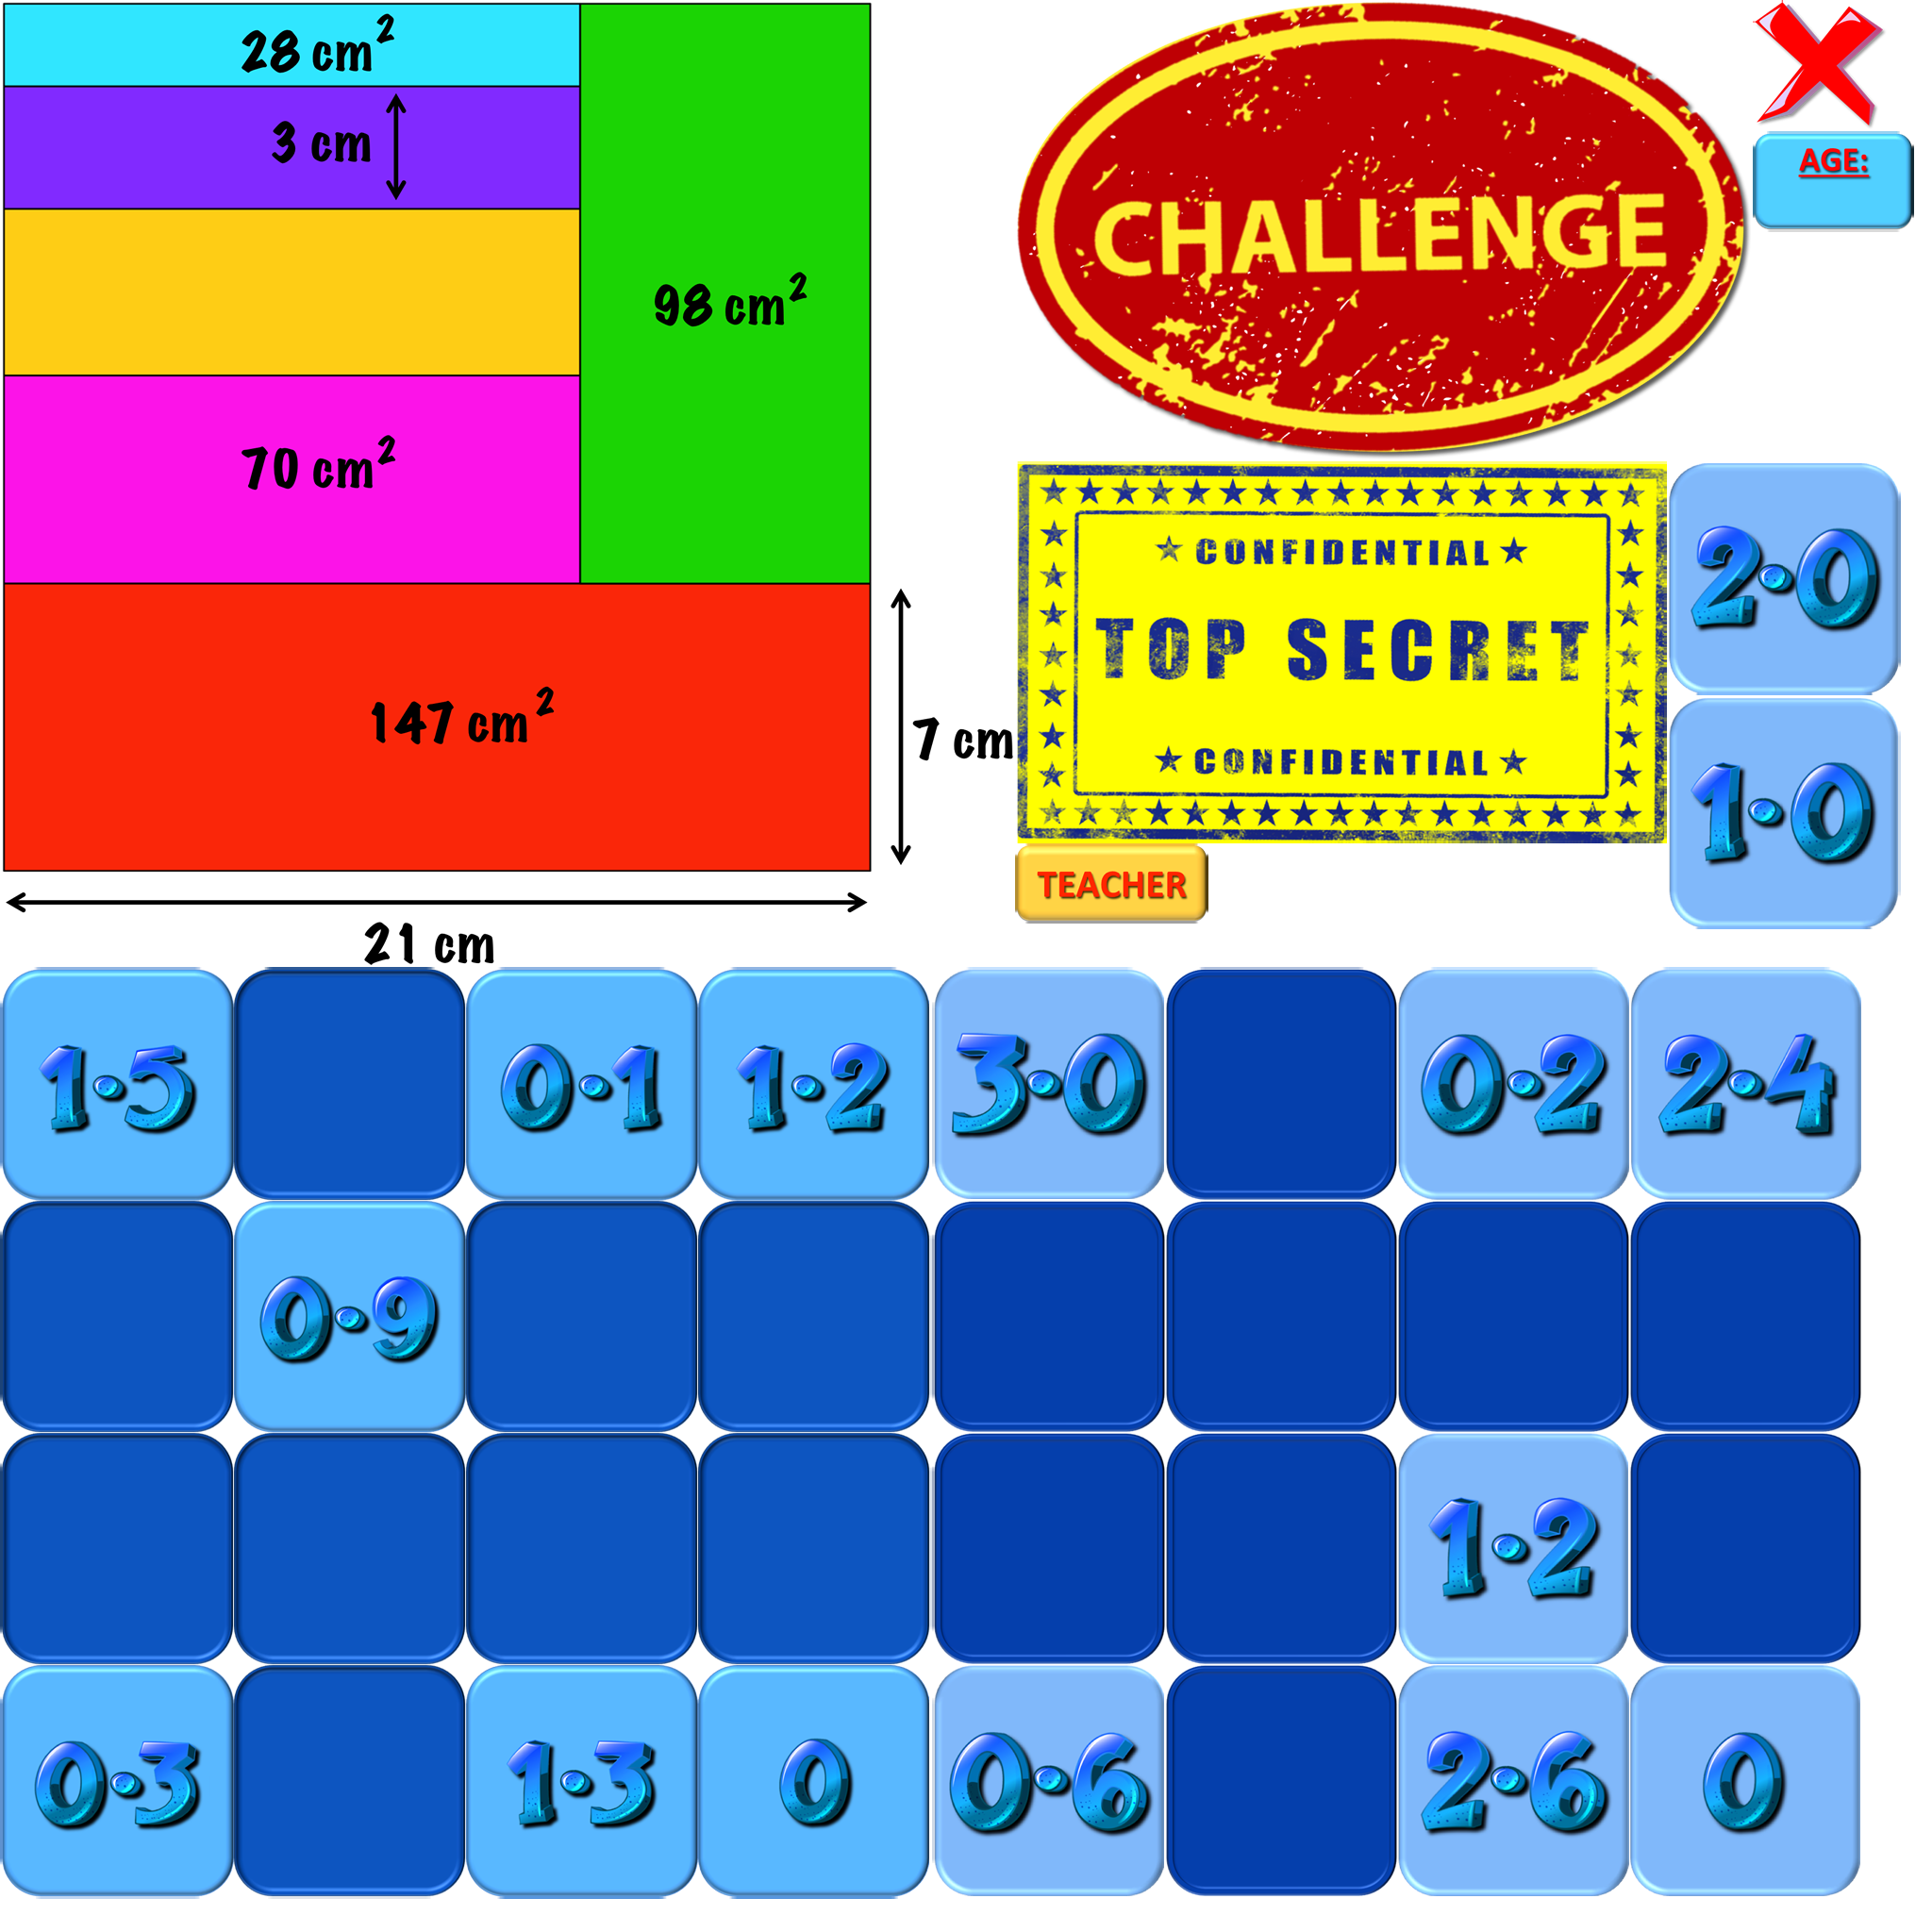 28 cm²
3 cm
98 cm²
70 cm²
147 cm²
7 cm
21 cm
CHALLENGE
AGE:
CONFIDENTIAL
TOP SECRET
CONFIDENTIAL
TEACHER
2·0
1·0
1·5 0·1 1·2 3·0 0·2 2·4
0·9
1·2
0·3 1·3 0 0·6 2·6 0